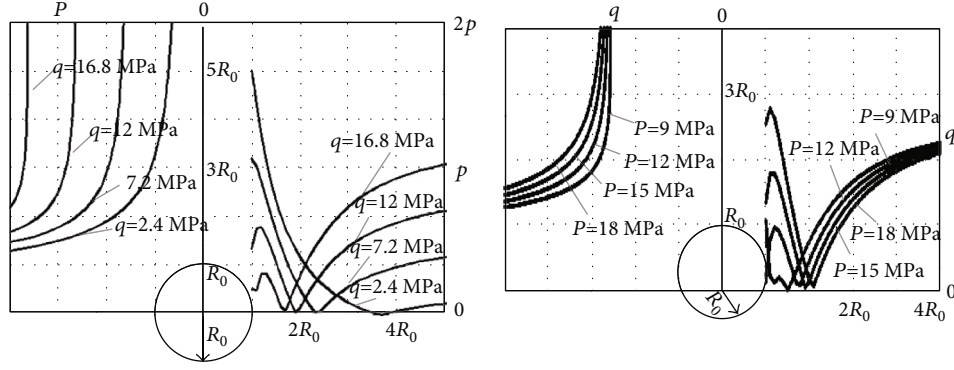 P 0 2p
5R₀
q=16.8 MPa
q=12 MPa
q=16.8 MPa
3R₀
p
7.2 MPa
q=12 MPa
q=2.4 MPa
q=7.2 MPa
R₀
q=2.4 MPa
0
R₀
2R₀ 4R₀
q 0
3R₀
P=9 MPa
P=9 MPa
q
P=12 MPa
P=12 MPa
P=15 MPa
P=18 MPa
R₀
P=18 MPa
P=15 MPa
0
R₀
2R₀ 4R₀